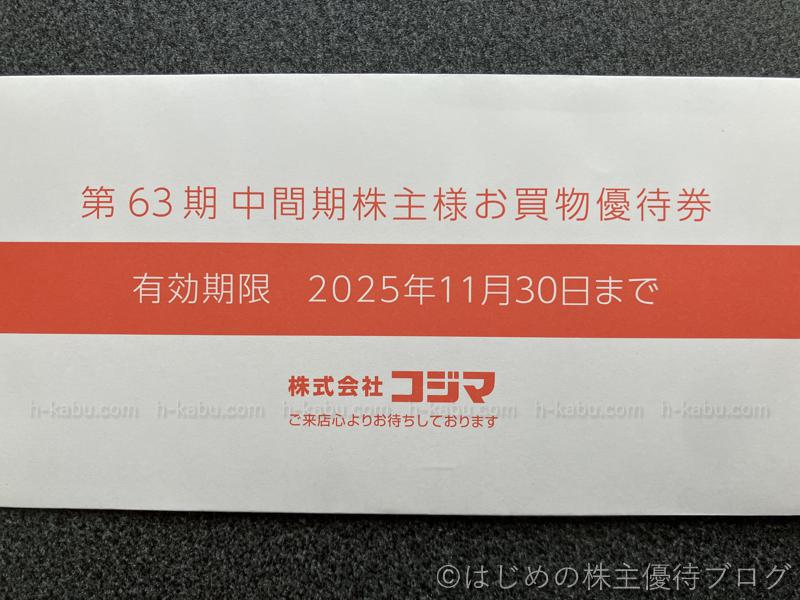 第63期 中間期株主様お買物優待券
有効期限　2025年11月30日まで
株式会社 コジマ
h-kabu.com h-kabu.com h-kabu.com h-kabu.com h-kabu.com h-kabu.com
ご来店心よりお待ちしております
©はじめの株主優待ブログ